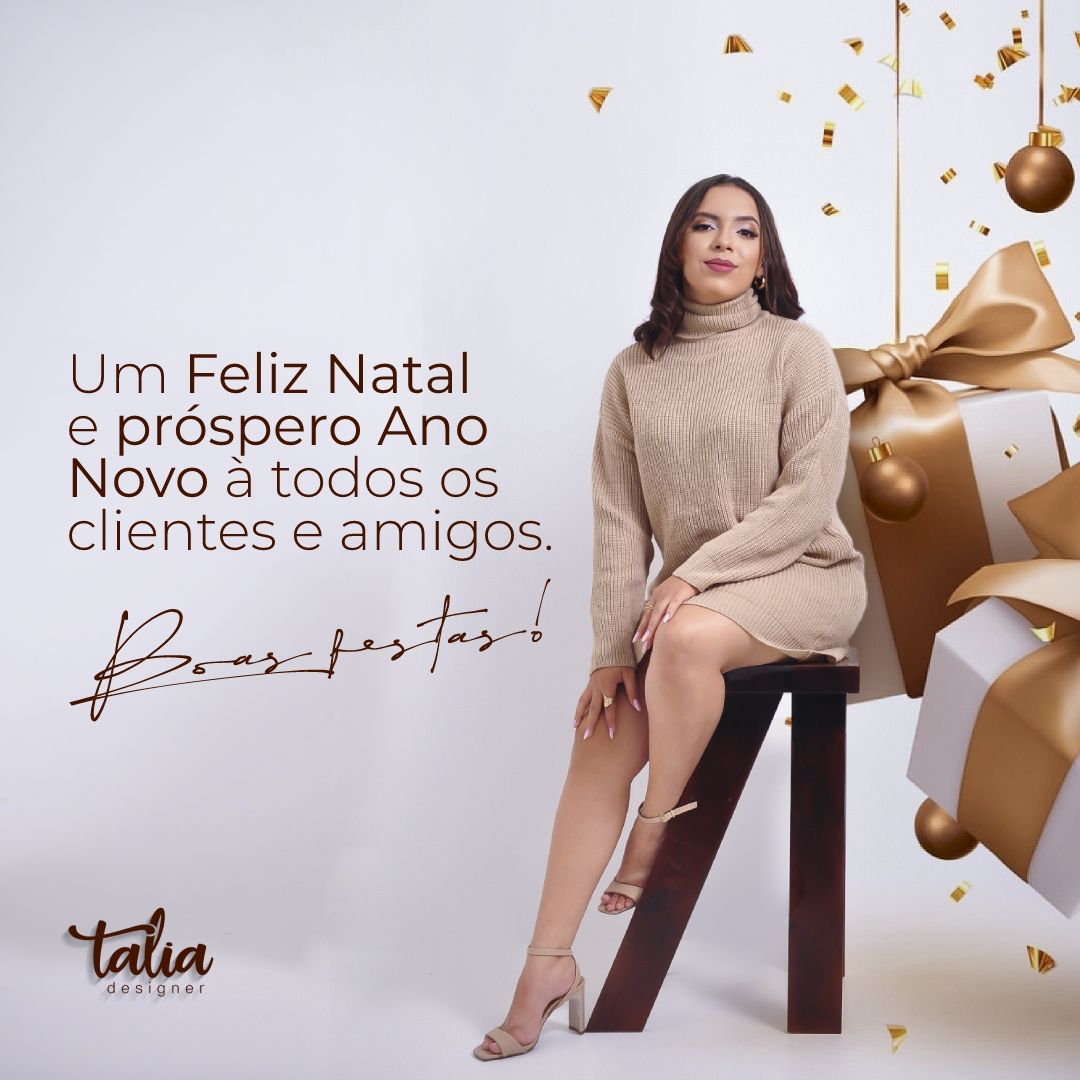 Um Feliz Natal
e próspero Ano
Novo à todos os
clientes e amigos.
Boas festas!
talia
designer